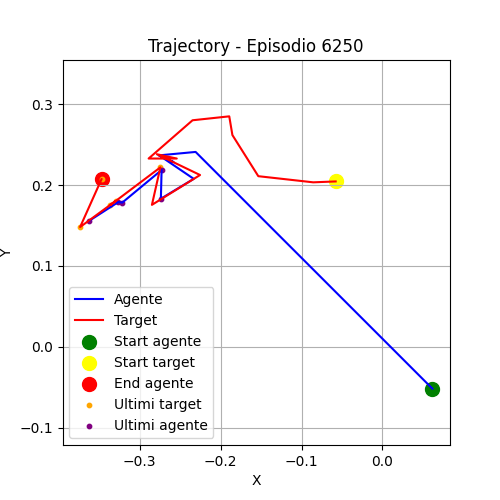 Trajectory - Episodio 6250
0.3
0.2
0.1
0.0
−0.1
Y
Agente
Target
Start agente
Start target
End agente
Ultimi target
Ultimi agente
−0.3
−0.2
−0.1
0.0
X